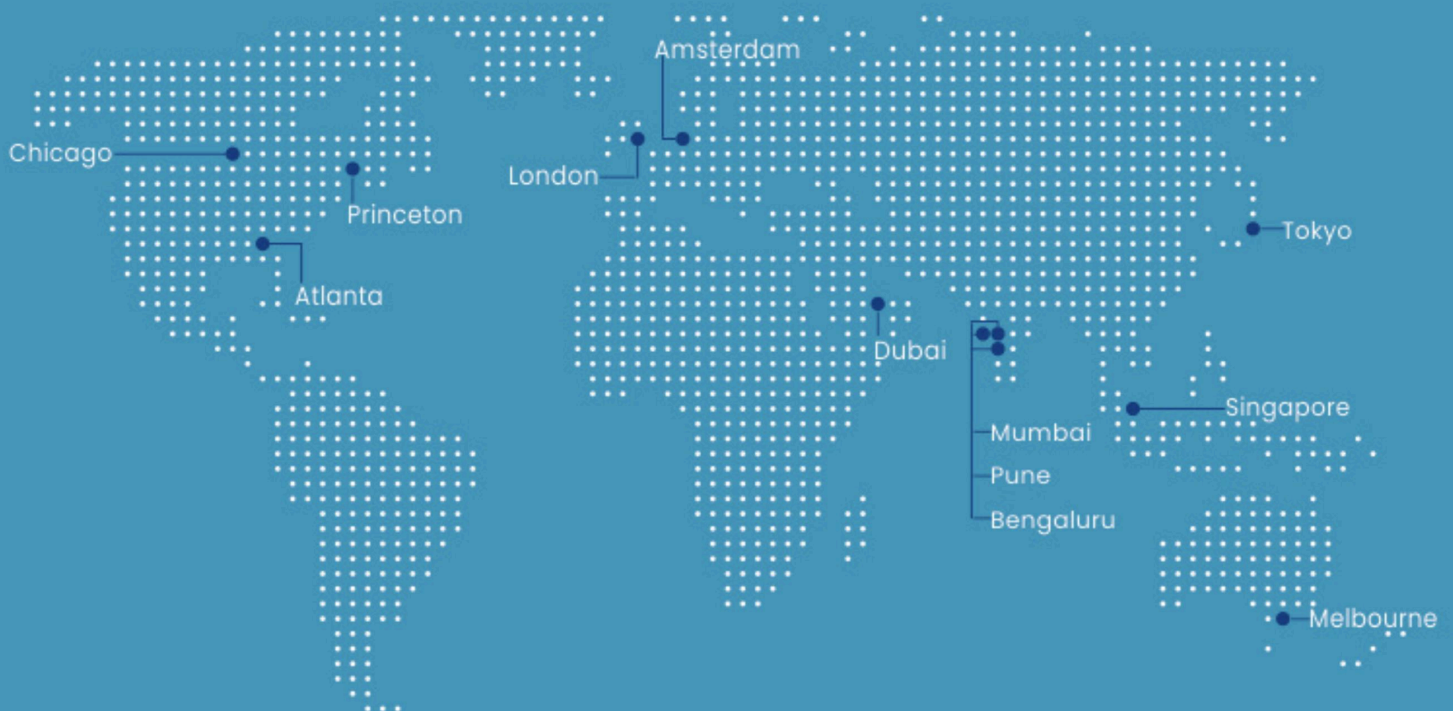 Amsterdam
Chicago
London
Princeton
Tokyo
Atlanta
Dubai
Singapore
Mumbai
Pune
Bengaluru
Melbourne